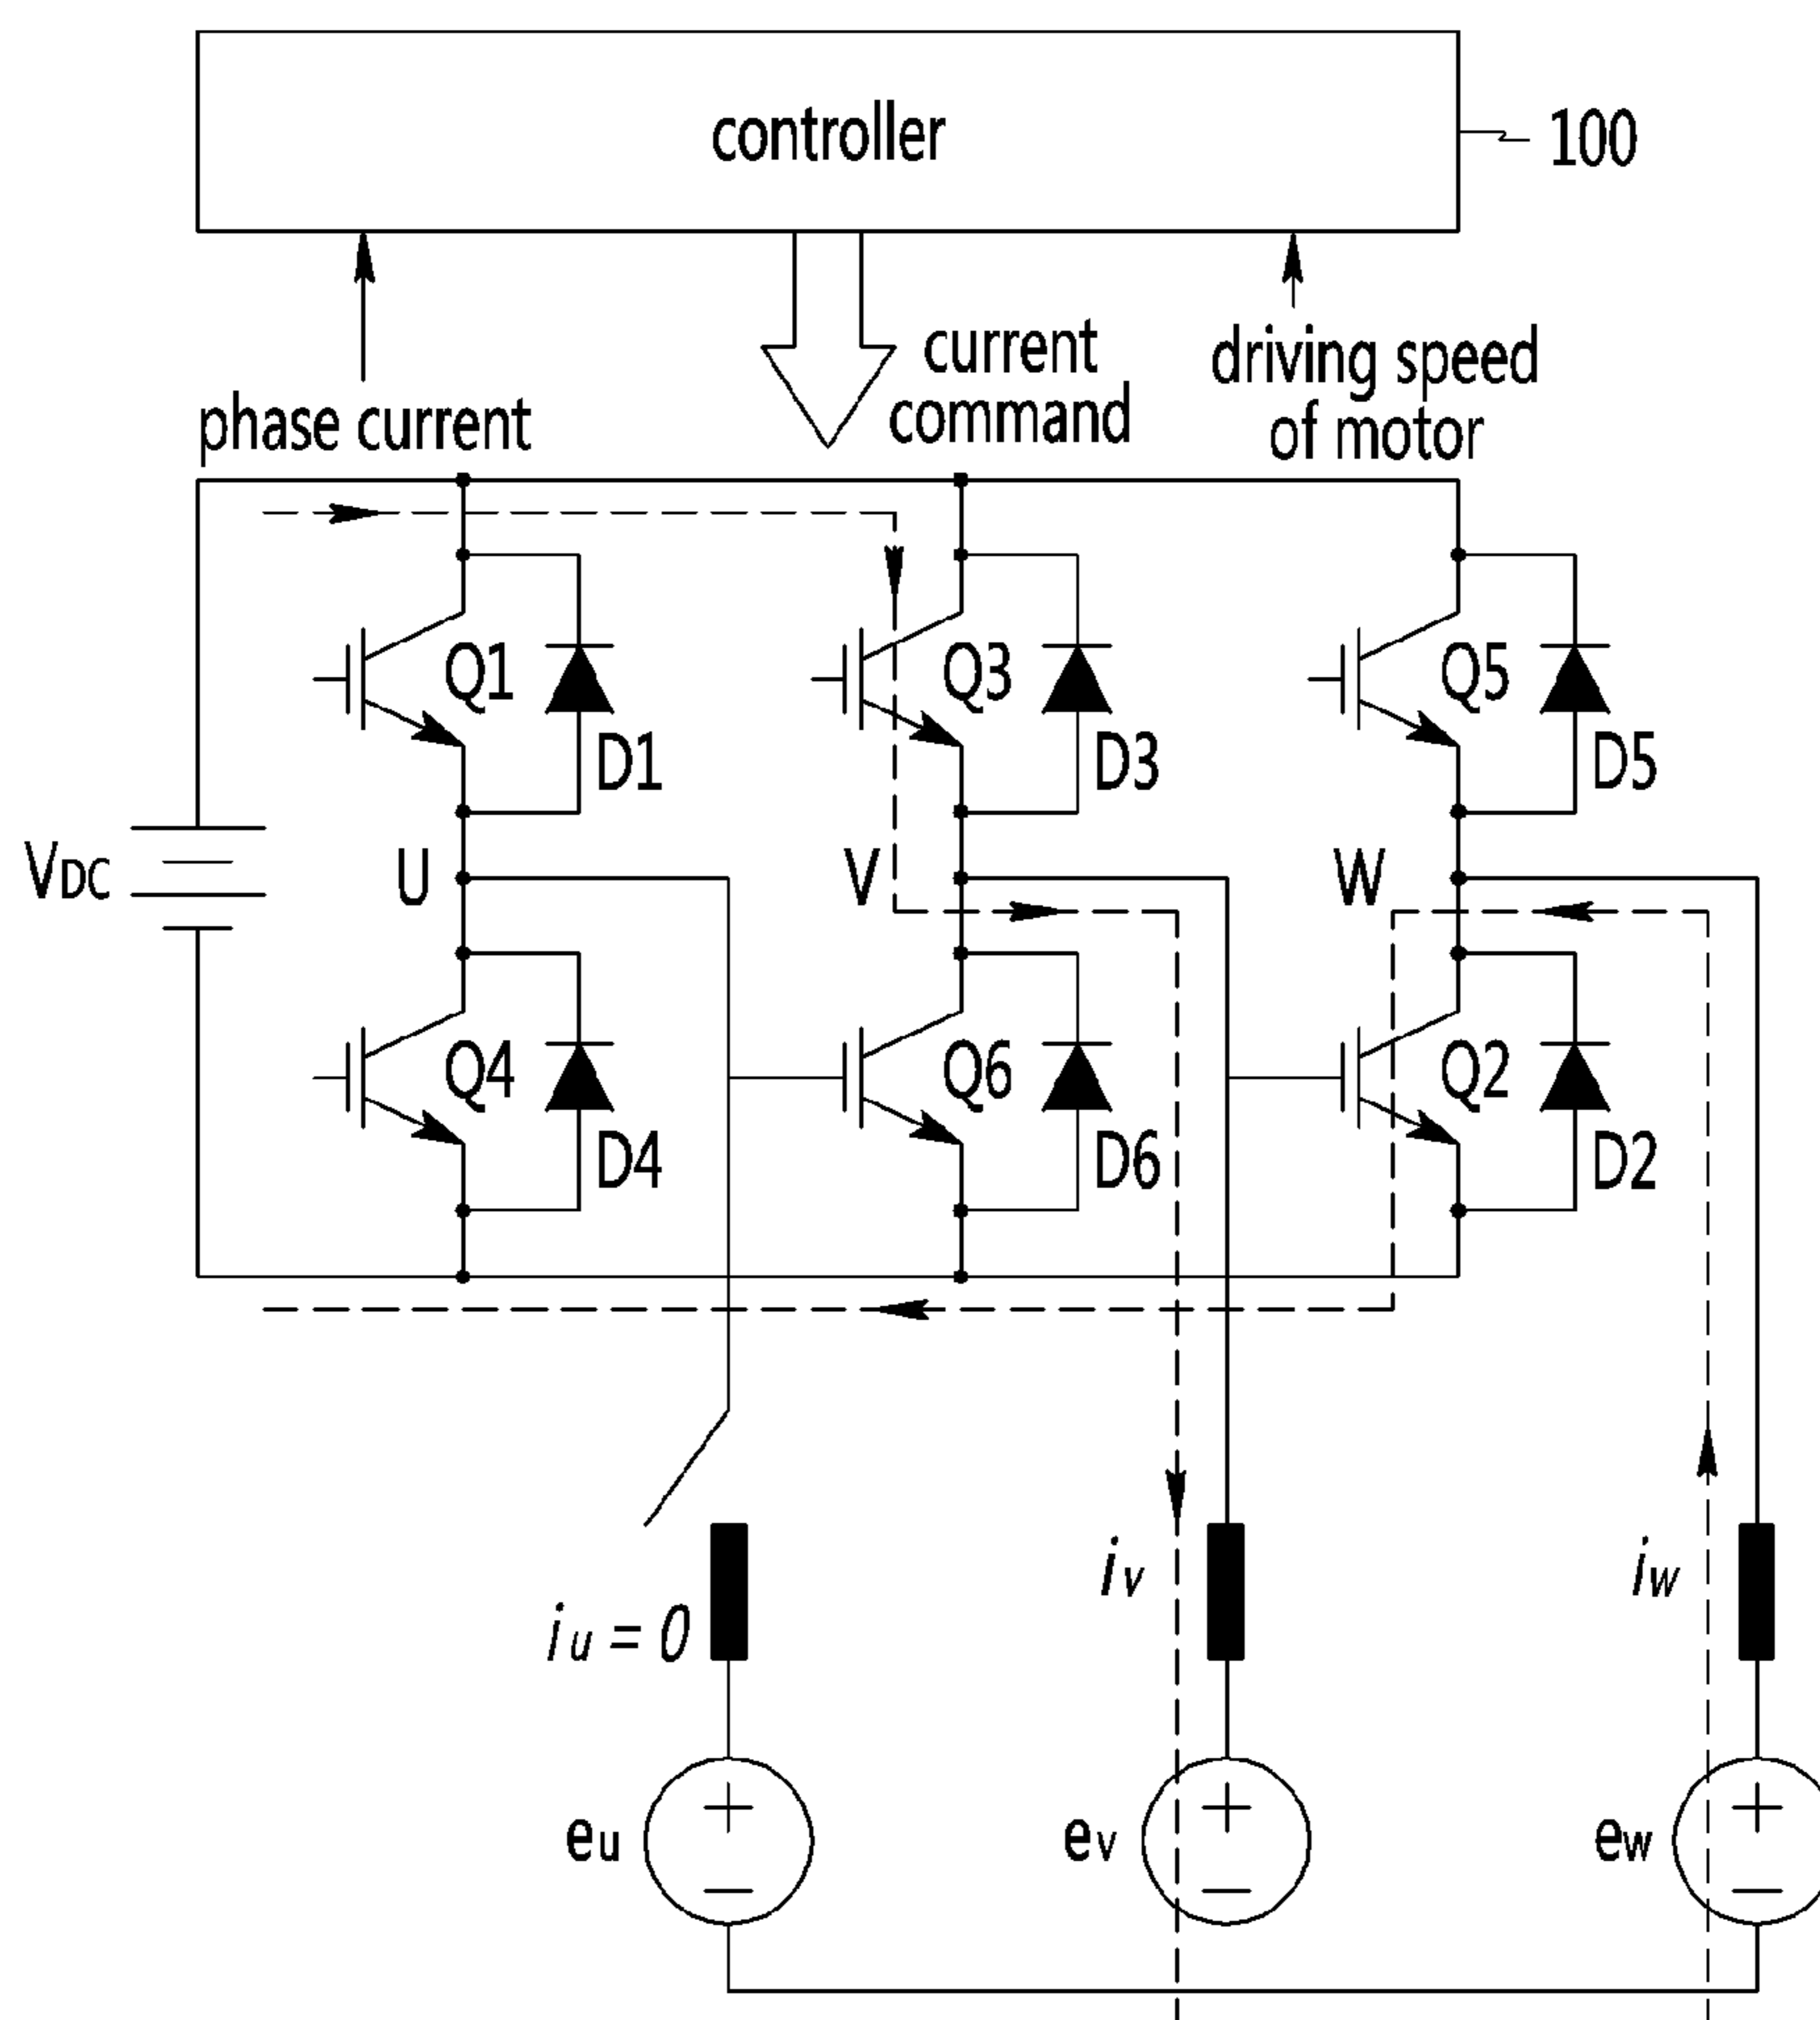 controller
100
phase current
current
command
driving speed
of motor
Q1
D1
Q3
D3
Q5
D5
VDC
U
V
W
Q4
D4
Q6
D6
Q2
D2
iu = 0
iv
iw
eu
+
−
ev
+
−
ew
+
−